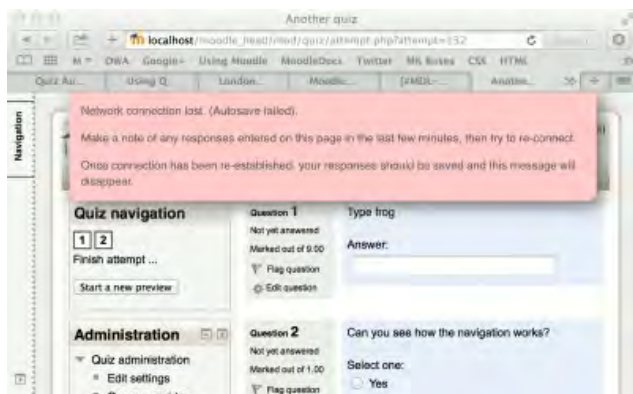 Another quiz
localhost/moodle_head/mod/quiz/attempt.php?attempt=132
OWA Google+ Using Moodle MoodleDocs Twitter CSS HTML
Using Q
London...
Moodle...
Navigation
Network connection lost. (Autosave failed).
Make a note of any responses entered on this page in the last few minutes, then try to re-connect.
Once connection has been re-established, your responses should be saved and this message will
disappear.
Quiz navigation
1 2
Finish attempt ...
Start a new preview
Question 1
Not yet answered
Marked out of 9.00
Flag question
Edit question
Type frog
Answer:
Administration
Quiz administration
Edit settings
Question 2
Not yet answered
Marked out of 1.00
Flag question
Can you see how the navigation works?
Select one:
Yes